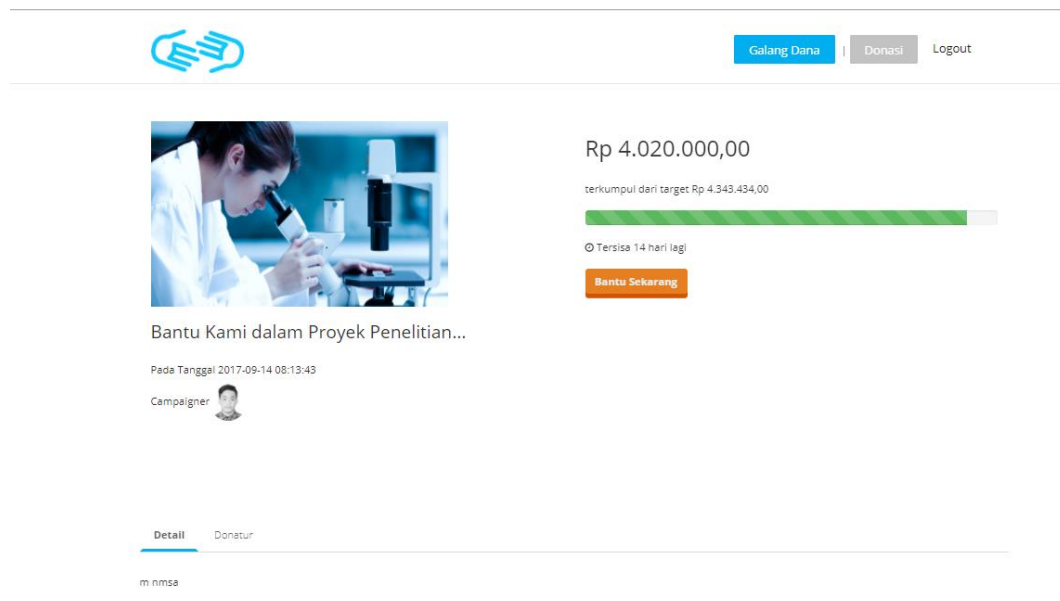 Galang Dana | Donasi Logout
Rp 4.020.000,00
terkumpul dari target Rp 4.343.434,00
Tersisa 14 hari lagi
Bantu Sekarang
Bantu Kami dalam Proyek Penelitian...
Pada Tanggal 2017-09-14 08:13:43
Campaigner
Detail Donatur
m nmsa